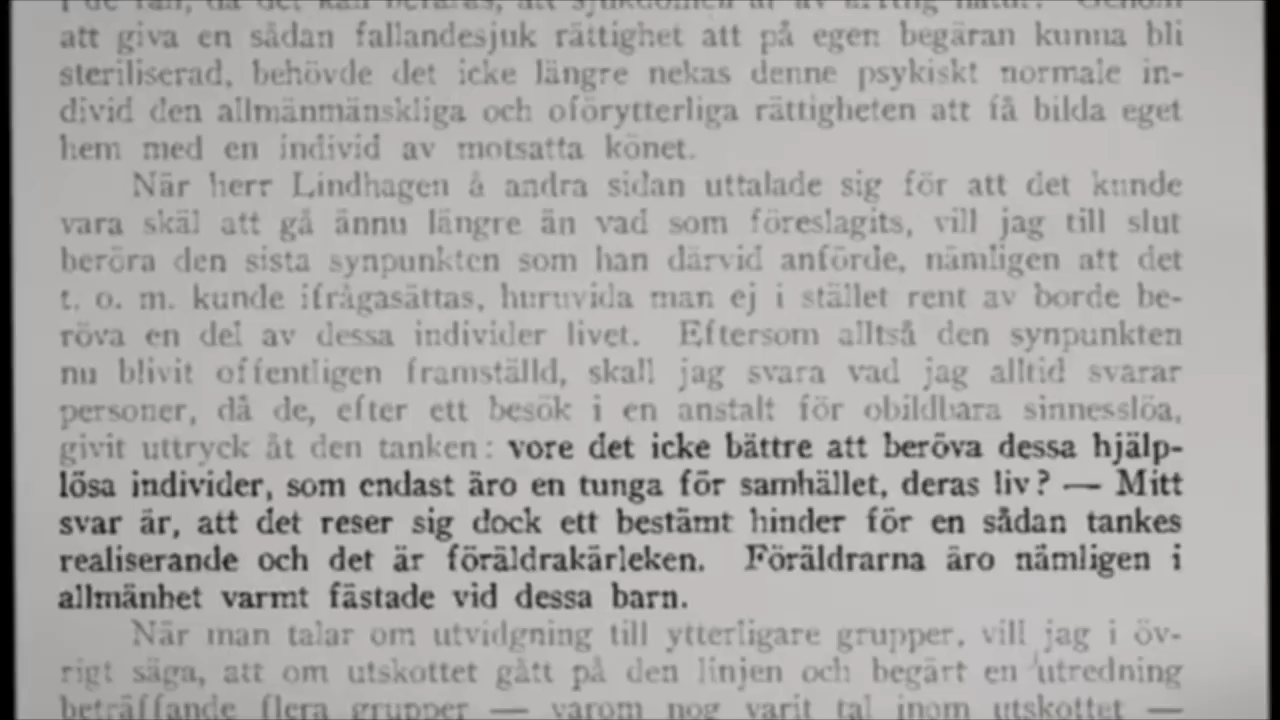 att giva en sådan fallandesjuk rättighet att på egen begäran kunna bli
steriliserad, behövde det icke längre nekas denne psykiskt normale in-
divid den allmänmänskliga och oförytterliga rättigheten att få bilda eget
hem med en individ av motsatta könet.
När herr Lindhagen å andra sidan uttalade sig för att det kunde
vara skäl att gå ännu längre än vad som föreslagits, vill jag till slut
beröra den sista synpunkten som han därvid anförde, nämligen att det
t. o. m. kunde ifrågasättas, huruvida man ej i stället rent av borde be-
röva en del av dessa individer livet. Eftersom alltså den synpunkten
nu blivit offentligen framställd, skall jag svara vad jag alltid svarar
personer, då de, efter ett besök i en anstalt för obildbara sinnesslöa,
givit uttryck åt den tanken: vore det icke bättre att beröva dessa hjälp-
lösa individer, som endast äro en tunga för samhället, deras liv? — Mitt
svar är, att det reser sig dock ett bestämt hinder för en sådan tankes
realiserande och det är föräldrakärleken. Föräldrarna äro nämligen i
allmänhet varmt fästade vid dessa barn.
När man talar om utvidgning till ytterligare grupper, vill jag i öv-
rigt säga, att om utskottet gått på den linjen och begärt en utredning
beträffande flera grupper — varom nog varit tal inom utskottet —